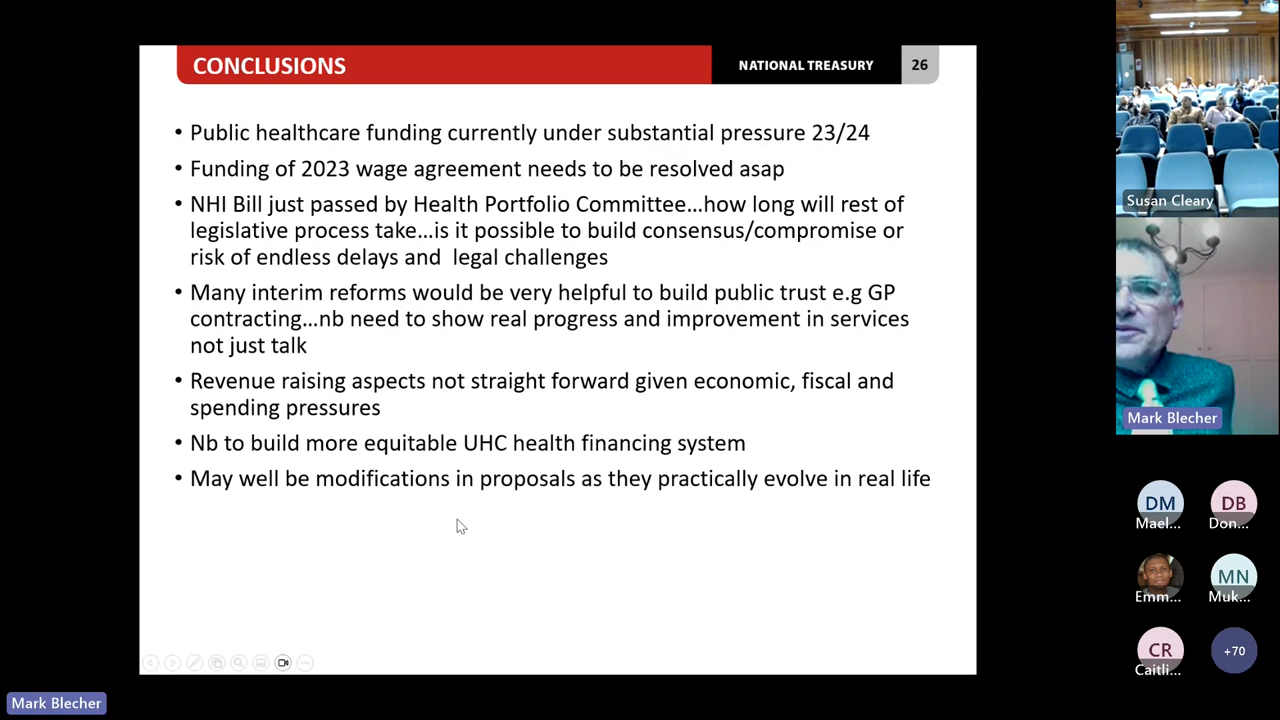 CONCLUSIONS
NATIONAL TREASURY
26
• Public healthcare funding currently under substantial pressure 23/24
• Funding of 2023 wage agreement needs to be resolved asap
• NHI Bill just passed by Health Portfolio Committee...how long will rest of
legislative process take...is it possible to build consensus/compromise or
risk of endless delays and legal challenges
• Many interim reforms would be very helpful to build public trust e.g GP
contracting...nb need to show real progress and improvement in services
not just talk
• Revenue raising aspects not straight forward given economic, fiscal and
spending pressures
• Nb to build more equitable UHC health financing system
• May well be modifications in proposals as they practically evolve in real life
Susan Cleary
Mark Blecher
DM
Mael...
DB
Don...
Emm...
MN
Muk...
CR
Caitli...
+70
Mark Blecher